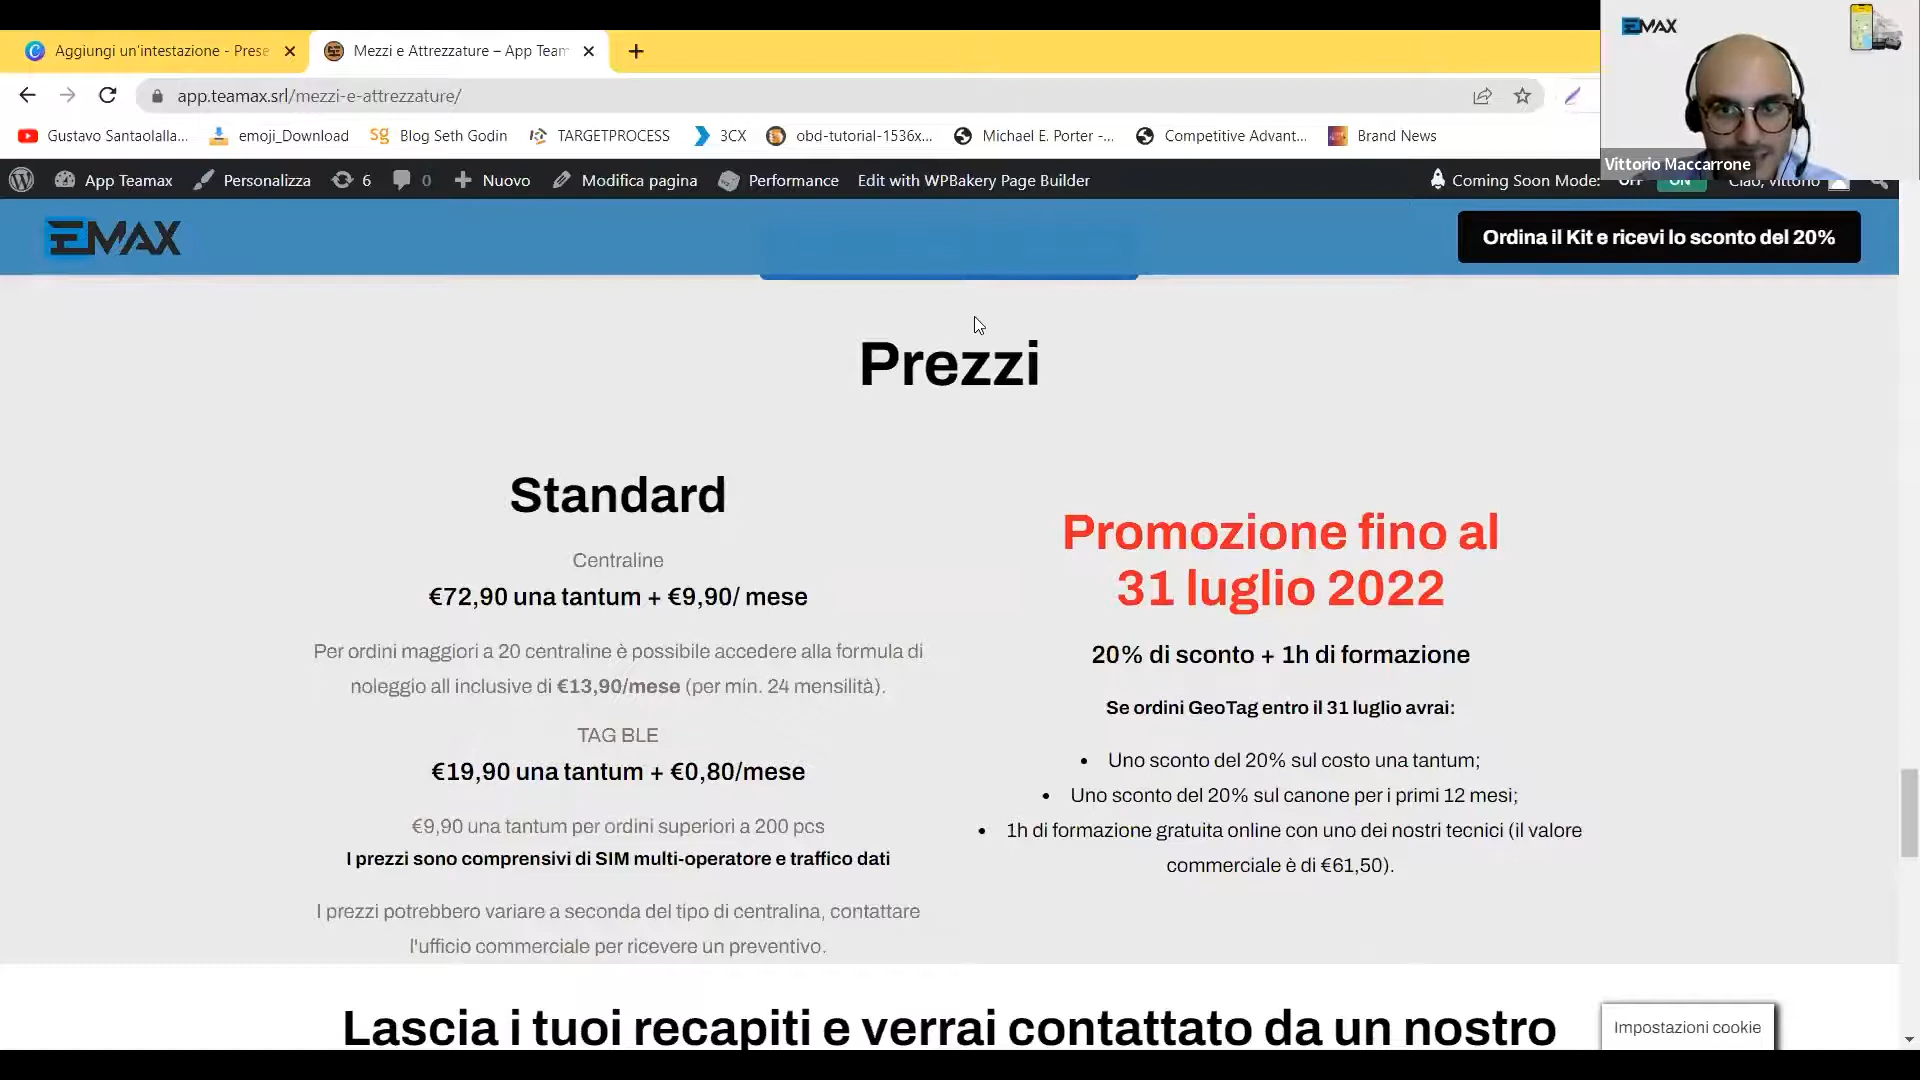 Aggiungi un'intestazione - Prese
Mezzi e Attrezzature – App Team
app.teamax.srl/mezzi-e-attrezzature/
Gustavo Santaolalla...
emoji_Download
Blog Seth Godin
TARGETPROCESS
3CX
obd-tutorial-1536x...
Michael E. Porter -...
Competitive Advant...
Brand News
App Teamax
Personalizza
6
0
Nuovo
Modifica pagina
Performance
Edit with WPBakery Page Builder
Coming Soon Mode:
OFF
ON
Ciao, vittorio
EMAX
Vittorio Maccarrone
EMAX
Ordina il Kit e ricevi lo sconto del 20%
Prezzi
Standard
Centraline
€72,90 una tantum + €9,90/ mese
Per ordini maggiori a 20 centraline è possibile accedere alla formula di
noleggio all inclusive di €13,90/mese (per min. 24 mensilità).
TAG BLE
€19,90 una tantum + €0,80/mese
€9,90 una tantum per ordini superiori a 200 pcs
I prezzi sono comprensivi di SIM multi-operatore e traffico dati
I prezzi potrebbero variare a seconda del tipo di centralina, contattare
l'ufficio commerciale per ricevere un preventivo.
Promozione fino al
31 luglio 2022
20% di sconto + 1h di formazione
Se ordini GeoTag entro il 31 luglio avrai:
• Uno sconto del 20% sul costo una tantum;
• Uno sconto del 20% sul canone per i primi 12 mesi;
• 1h di formazione gratuita online con uno dei nostri tecnici (il valore
commerciale è di €61,50).
Lascia i tuoi recapiti e verrai contattato da un nostro
Impostazioni cookie